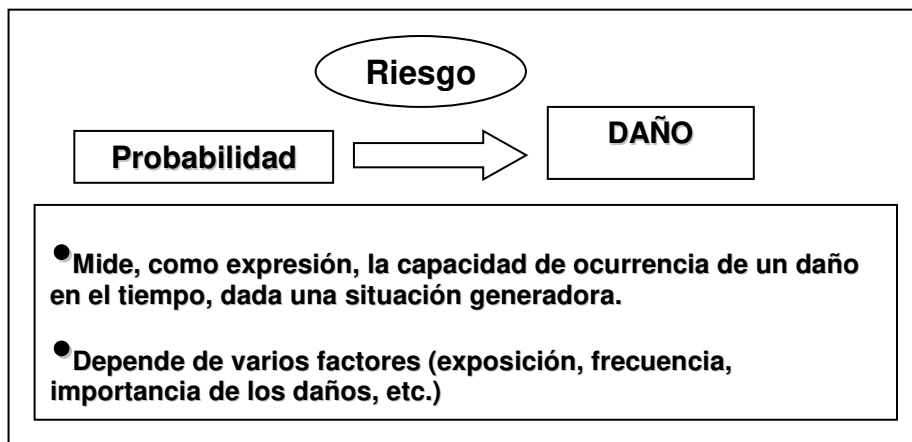 Riesgo
Probabilidad
DAÑO
•Mide, como expresión, la capacidad de ocurrencia de un daño
en el tiempo, dada una situación generadora.
•Depende de varios factores (exposición, frecuencia,
importancia de los daños, etc.)